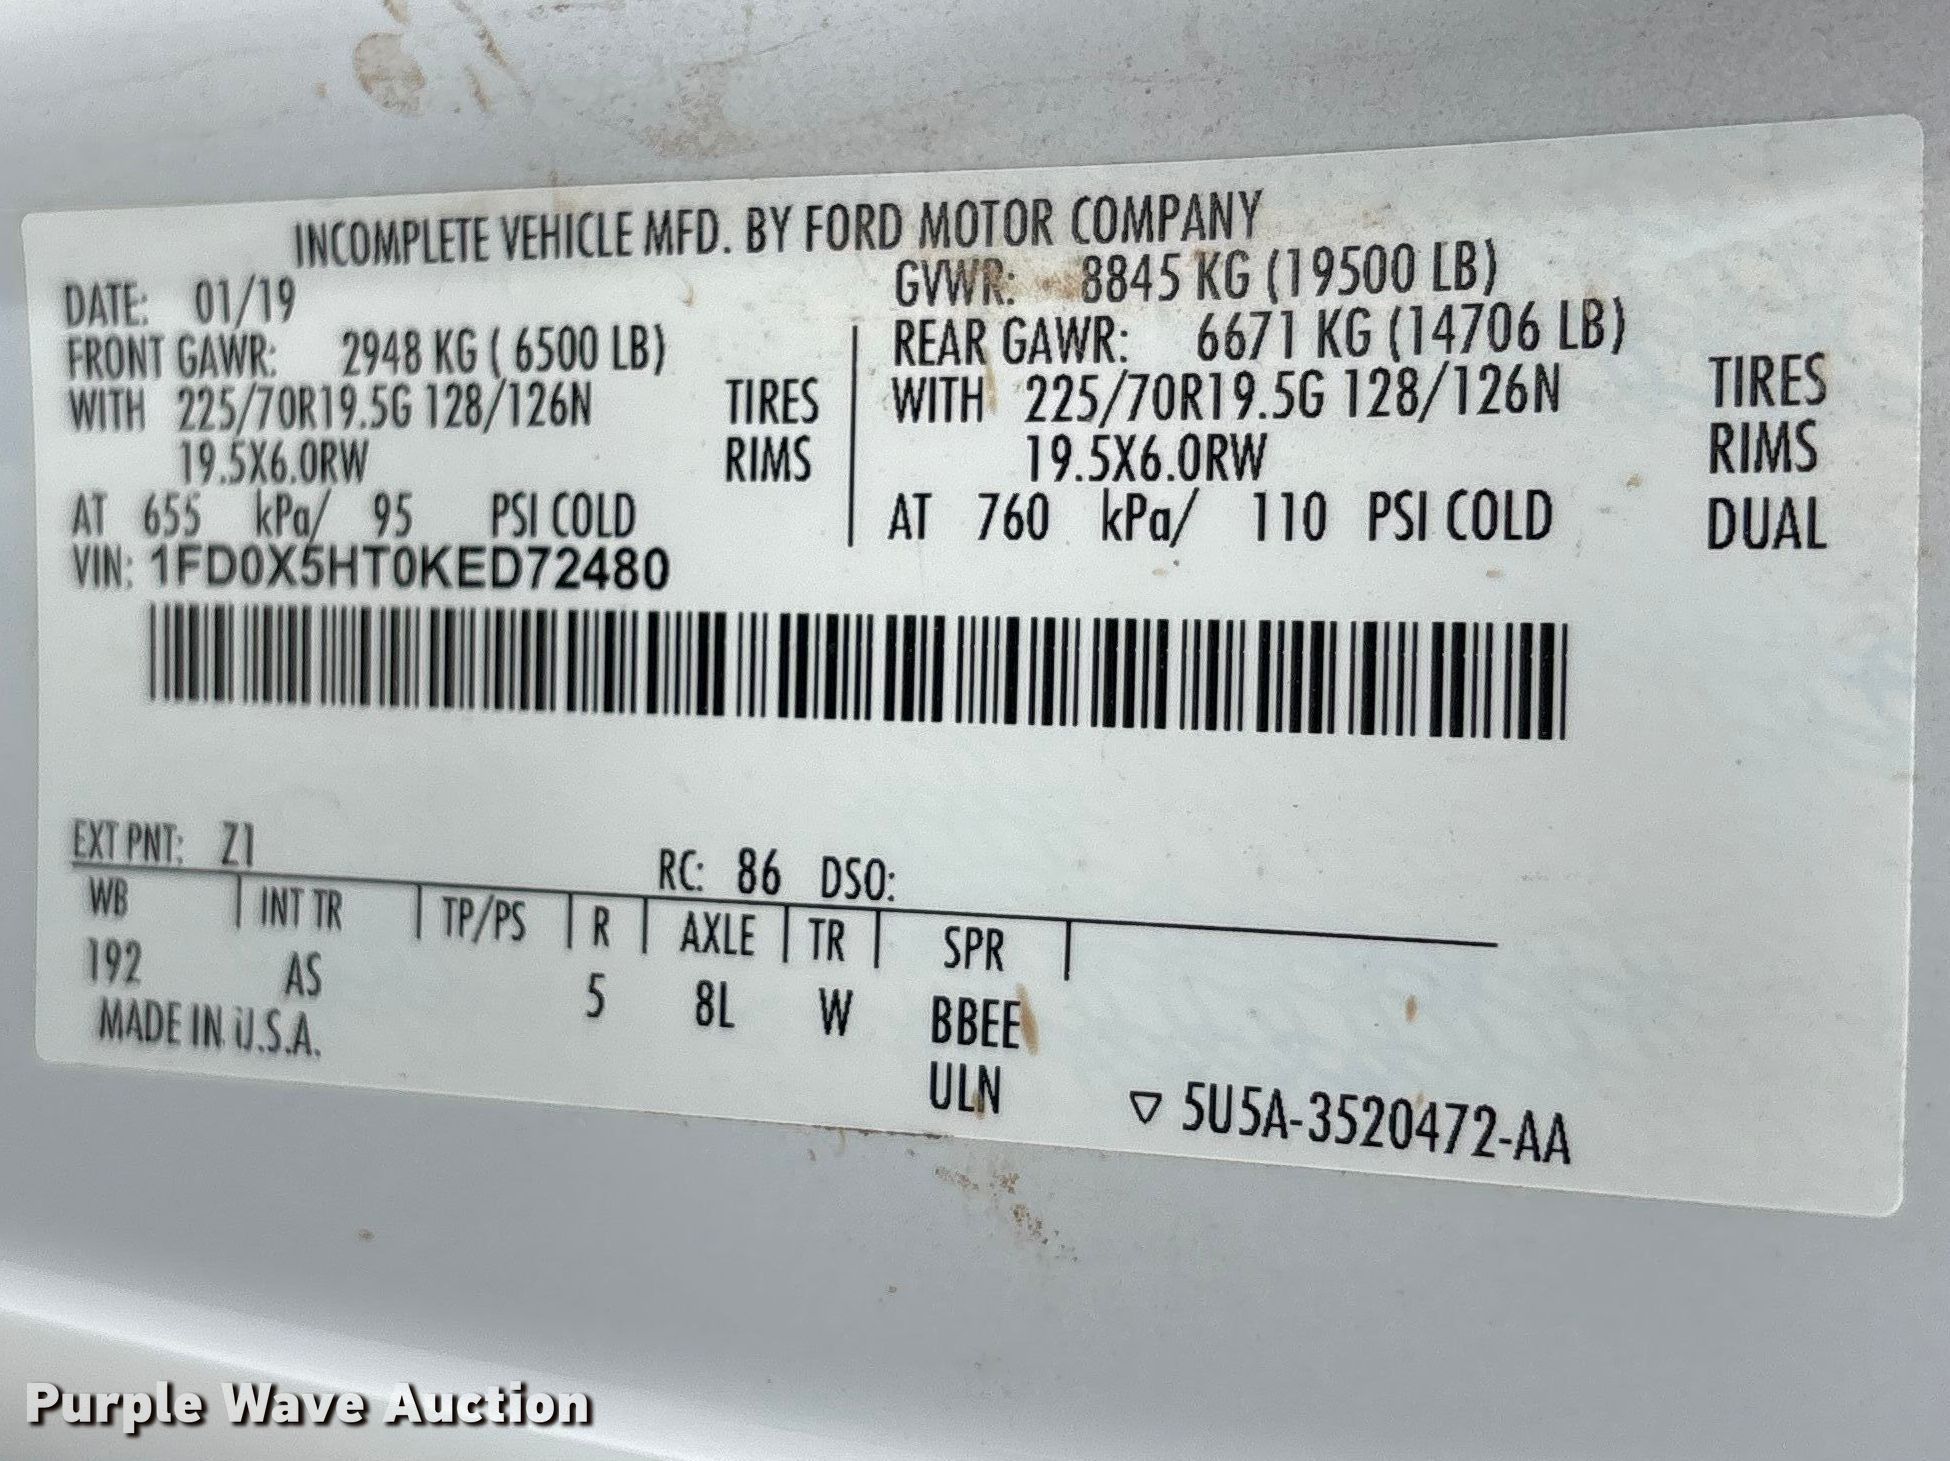 INCOMPLETE VEHICLE MFD. BY FORD MOTOR COMPANY
DATE: 01/19 GVWR: 8845 KG (19500 LB)
FRONT GAWR: 2948 KG ( 6500 LB) REAR GAWR: 6671 KG (14706 LB)
WITH 225/70R19.5G 128/126N TIRES WITH 225/70R19.5G 128/126N TIRES
19.5X6.0RW RIMS 19.5X6.0RW RIMS
AT 655 kPa/ 95 PSI COLD AT 760 kPa/ 110 PSI COLD DUAL
VIN: 1FD0X5HT0KED72480
EXT PNT: Z1 RC: 86 DSO:
WB INT TR TP/PS R AXLE TR SPR
192 AS 5 8L W BBEE
MADE IN U.S.A. ULN
▽ 5U5A-3520472-AA
Purple Wave Auction